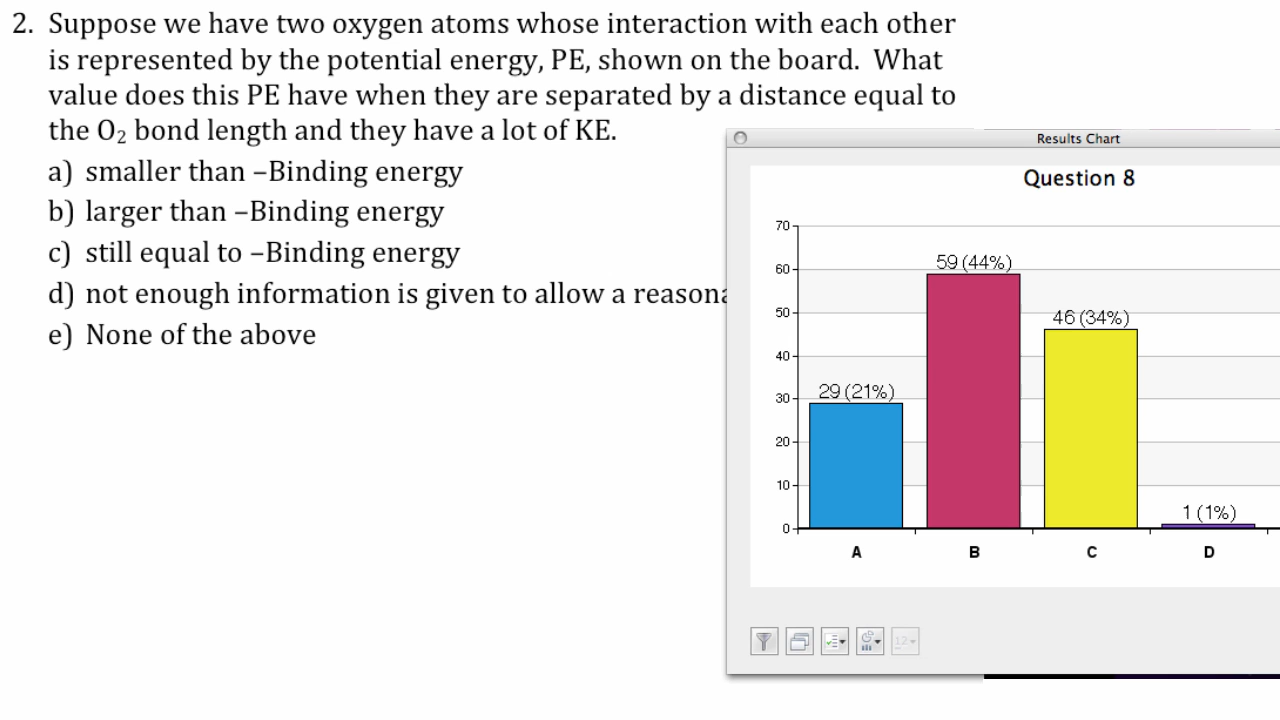 2. Suppose we have two oxygen atoms whose interaction with each other
is represented by the potential energy, PE, shown on the board. What
value does this PE have when they are separated by a distance equal to
the O₂ bond length and they have a lot of KE.
a) smaller than –Binding energy
b) larger than –Binding energy
c) still equal to –Binding energy
d) not enough information is given to allow a
e) None of the above
Results Chart
Question 8
70
60
50
40
30
20
10
0
29 (21%)
59 (44%)
46 (34%)
1 (1%)
A B C D